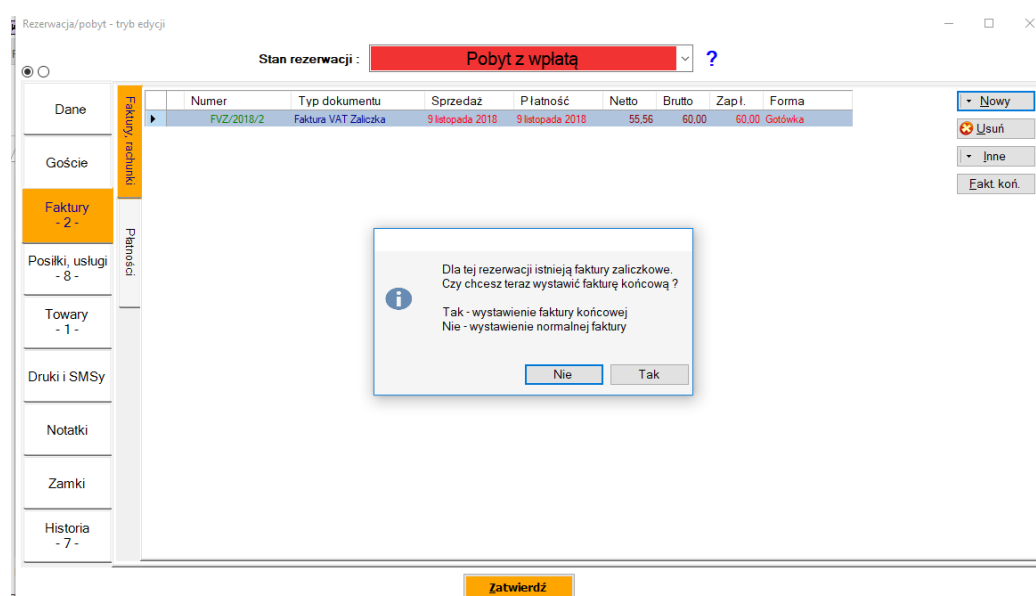 Rezerwacja/pobyt - tryb edycji
Stan rezerwacji :
Pobyt z wpłatą
?
Dane
Goście
Faktury
- 2 -
Posiłki, usługi
- 8 -
Towary
- 1 -
Druki i SMSy
Notatki
Zamki
Historia
- 7 -
Faktury, rachunki
Płatności
Numer Typ dokumentu Sprzedaż Płatność Netto Brutto Zapł. Forma
FVZ/2018/2 Faktura VAT Zaliczka 9 listopada 2018 9 listopada 2018 55,56 60,00 60,00 Gotówka
Nowy
Usuń
Inne
Fakt. koń.
Dla tej rezerwacji istnieją faktury zaliczkowe.
Czy chcesz teraz wystawić fakturę końcową ?
Tak - wystawienie faktury końcowej
Nie - wystawienie normalnej faktury
Nie
Tak
Zatwierdź